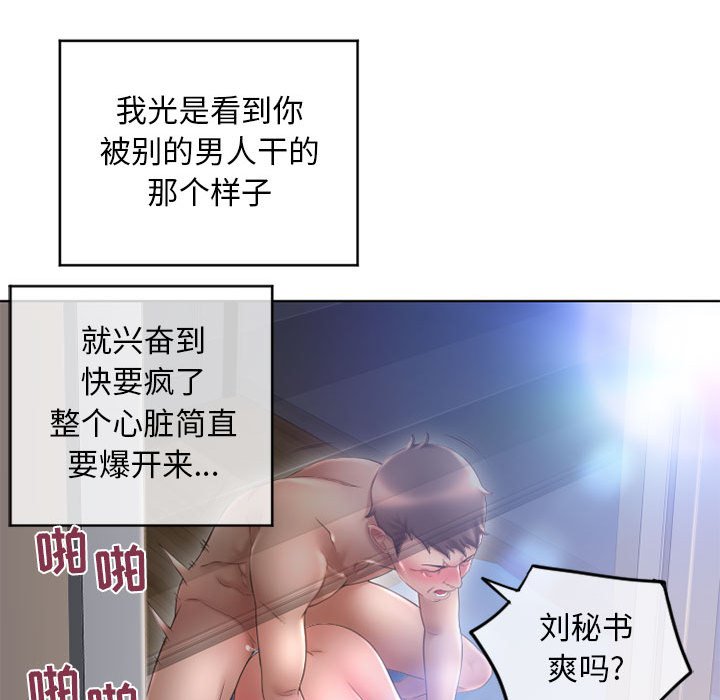 我光是看到你
被别的男人干的
那个样子
就兴奋到
快要疯了
整个心脏简直
要爆开来...
啪
啪
刘秘书
爽吗?
啪
啪